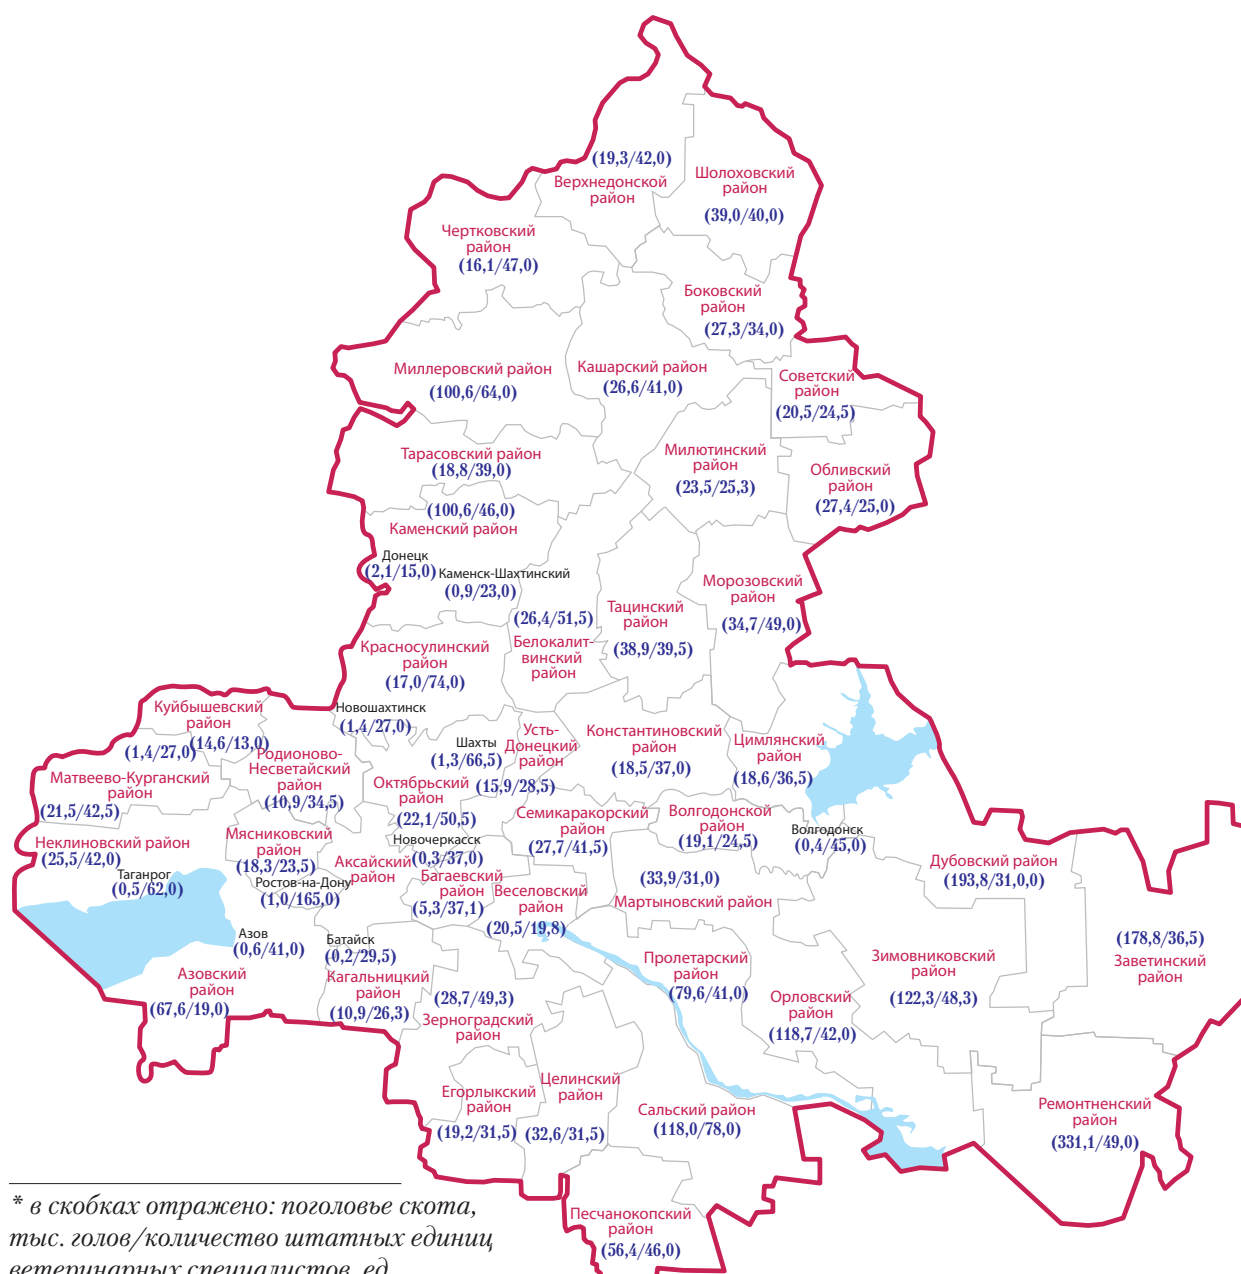 (19,3/42,0)
Верхнедонской
район
Шолоховский
район
(39,0/40,0)
Чертковский
район
(16,1/47,0)
Боковский
район
(27,3/34,0)
Миллеровский район
(100,6/64,0)
Кашарский район
(26,6/41,0)
Советский
район
(20,5/24,5)
Тарасовский район
(18,8/39,0)
Милютинский
район
(23,5/25,3)
Обливский
район
(27,4/25,0)
(100,6/46,0)
Каменский район
Донецк
(2,1/15,0)
Каменск-Шахтинский
(0,9/23,0)
(26,4/51,5)
Белокалит-
винский
район
Тацинский
район
(38,9/39,5)
Морозовский
район
(34,7/49,0)
Красносулинский
район
(17,0/74,0)
Куйбышевский
район
(14,6/13,0)
(1,4/27,0)
Новошахтинск
(1,4/27,0)
Матвеево-Курганский
район
(21,5/42,5)
Родионово-
Несветайский
район
(10,9/34,5)
Шахты
(1,3/66,5)
Усть-
Донецкий
район
(15,9/28,5)
Константиновский
район
(18,5/37,0)
Цимлянский
район
(18,6/36,5)
Октябрьский
район
(22,1/50,5)
Семикаракорский
район
(27,7/41,5)
Волгодонской
район
(19,1/24,5)
Волгодонск
(0,4/45,0)
Неклиновский район
(25,5/42,0)
Мясниковский
район
(18,3/23,5)
Новочеркасск
(0,3/37,0)
Аксайский
район
Дубовский район
(193,8/31,0,0)
Таганрог
(0,5/62,0)
Ростов-на-Дону
(1,0/165,0)
Багаевский
район
(5,3/37,1)
Веселовский
район
(20,5/19,8)
(33,9/31,0)
Мартыновский район
Азов
(0,6/41,0)
Батайск
(0,2/29,5)
(178,8/36,5)
Заветинский
район
Азовский
район
(67,6/19,0)
Кагальницкий
район
(10,9/26,3)
(28,7/49,3)
Зерноградский
район
Пролетарский
район
(79,6/41,0)
Зимовниковский
район
(122,3/48,3)
Орловский
район
(118,7/42,0)
Егорлыкский
район
(19,2/31,5)
Целинский
район
(32,6/31,5)
Сальский район
(118,0/78,0)
Ремонтненский
район
(331,1/49,0)
Песчанокопский
район
(56,4/46,0)
* в скобках отражено: поголовье скота,
тыс. голов/количество штатных единиц
ветеринарных специалистов, ед.